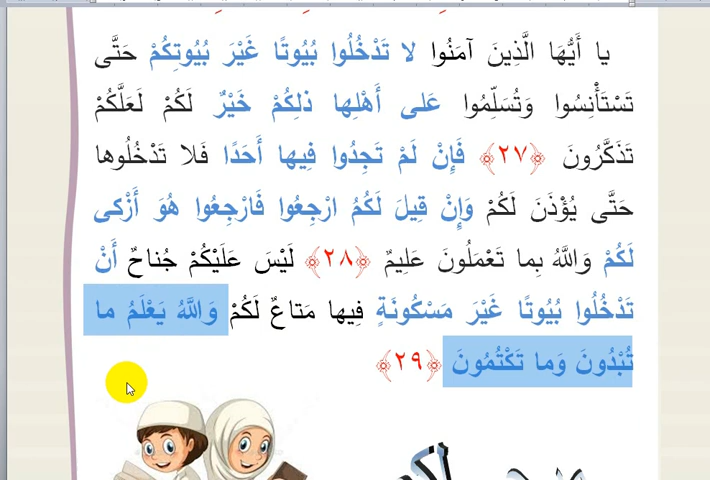 يا أَيُّهَا الَّذِينَ آمَنُوا لا تَدْخُلُوا بُيُوتًا غَيْرَ بُيُوتِكُمْ حَتَّى
تَسْتَأْنِسُوا وَتُسَلِّمُوا عَلى أَهْلِها ذلِكُمْ خَيْرٌ لَكُمْ لَعَلَّكُمْ
تَذَكَّرُونَ ﴿٢٧﴾ فَإِنْ لَمْ تَجِدُوا فِيها أَحَدًا فَلا تَدْخُلُوها
حَتَّى يُؤْذَنَ لَكُمْ وَإِنْ قِيلَ لَكُمُ ارْجِعُوا فَارْجِعُوا هُوَ أَزْكى
لَكُمْ وَاللَّهُ بِما تَعْمَلُونَ عَلِيمٌ ﴿٢٨﴾ لَيْسَ عَلَيْكُمْ جُناحٌ أَنْ
تَدْخُلُوا بُيُوتًا غَيْرَ مَسْكُونَةٍ فِيها مَتاعٌ لَكُمْ وَاللَّهُ يَعْلَمُ ما
تُبْدُونَ وَما تَكْتُمُونَ ﴿٢٩﴾